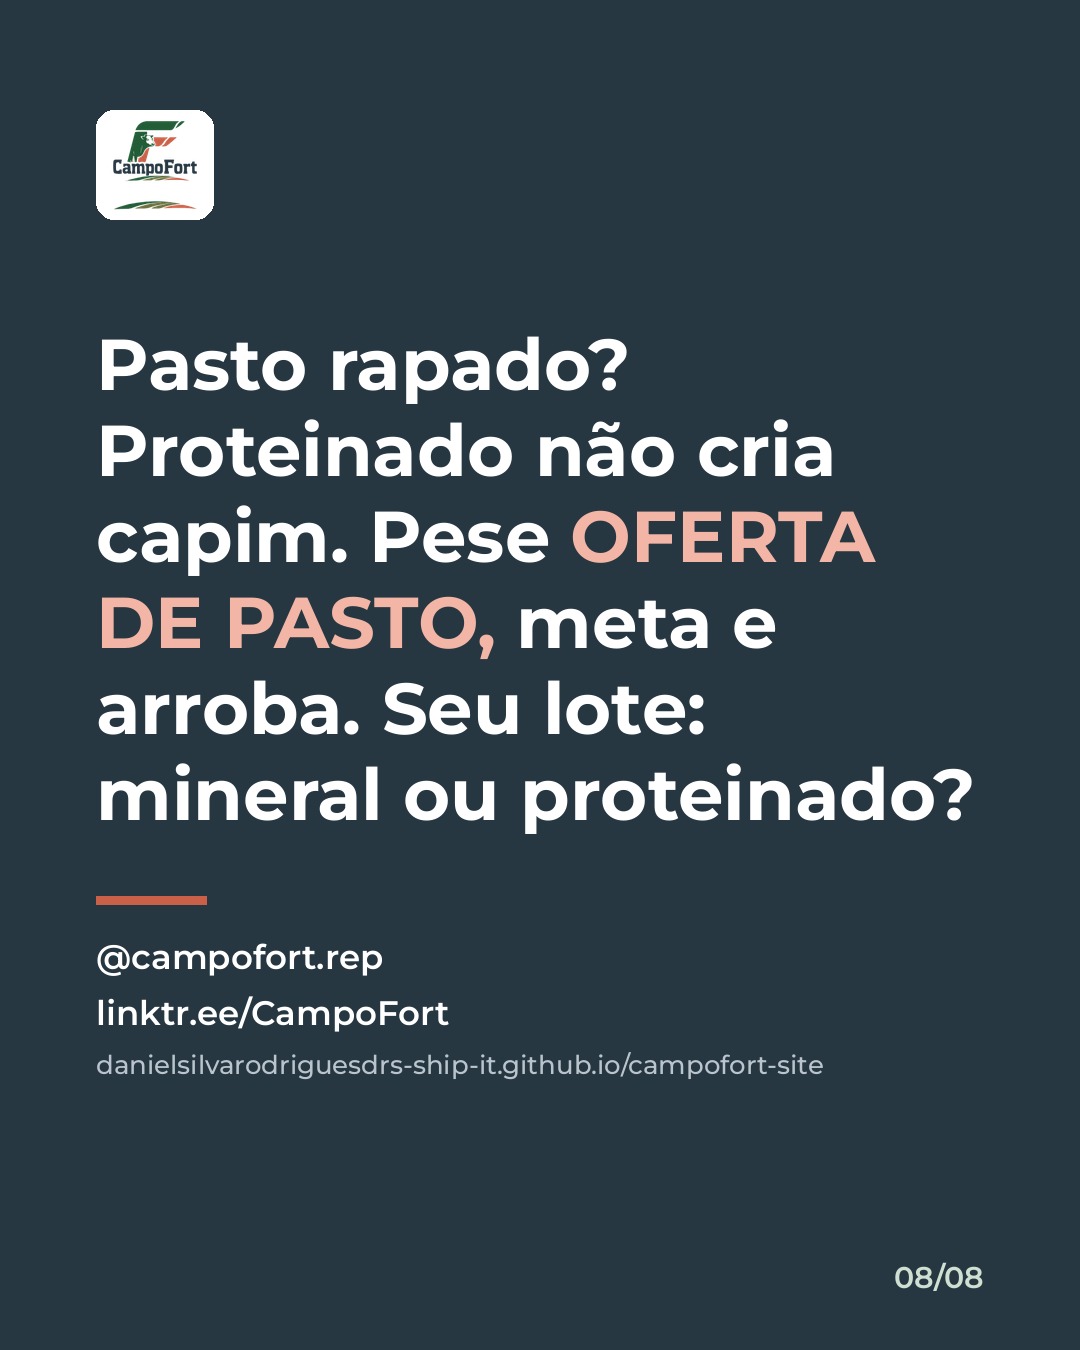 CampoFort
Pasto rapado?
Proteinado não cria
capim. Pese OFERTA
DE PASTO, meta e
arroba. Seu lote:
mineral ou proteinado?
@campofort.rep
linktr.ee/CampoFort
danielsilvarodriguesdrs-ship-it.github.io/campofort-site
08/08